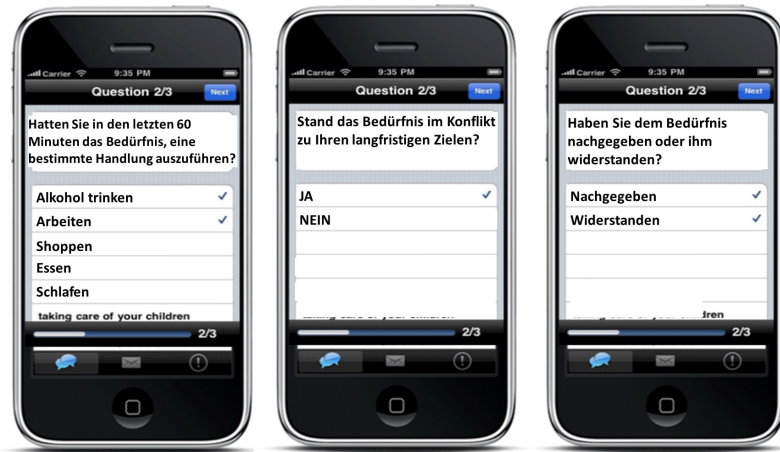 Carrier 9:35 PM
Question 2/3 Next
Hatten Sie in den letzten 60
Minuten das Bedürfnis, eine
bestimmte Handlung auszuführen?
Alkohol trinken
Arbeiten
Shoppen
Essen
Schlafen
taking care of your children
2/3
Carrier 9:35 PM
Question 2/3 Next
Stand das Bedürfnis im Konflikt
zu Ihren langfristigen Zielen?
JA
NEIN
2/3
Carrier 9:35 PM
Question 2/3 Next
Haben Sie dem Bedürfnis
nachgegeben oder ihm
widerstanden?
Nachgegeben
Widerstanden
2/3